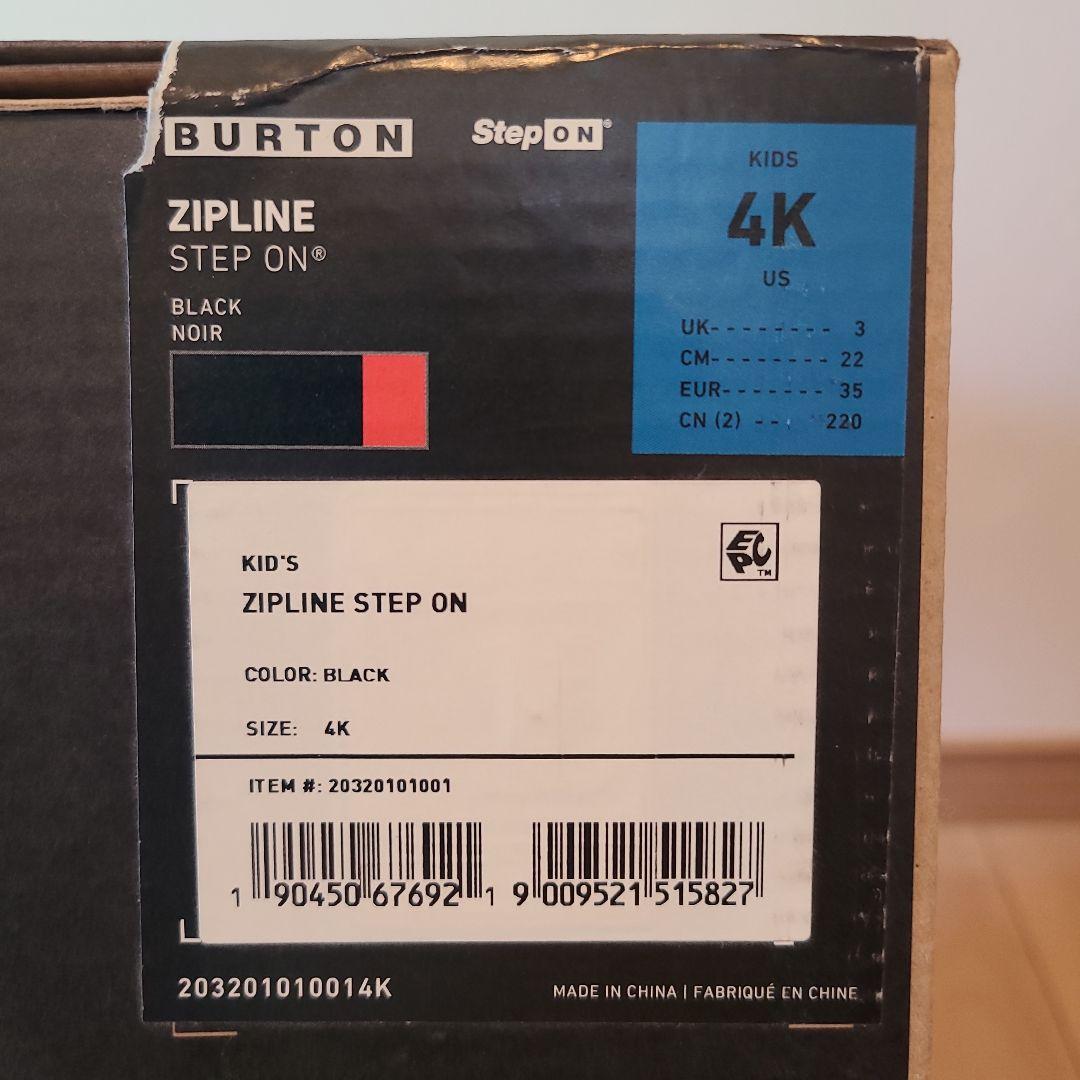 BURTON
StepON®
ZIPLINE
STEP ON®
BLACK
NOIR
KIDS
4K
US
UK- - - - - - - - 3
CM- - - - - - - - 22
EUR- - - - - - - 35
CN (2) - - - 220
KID'S
EPC™
ZIPLINE STEP ON
COLOR: BLACK
SIZE: 4K
ITEM #: 20320101001
1 90450 67692 1
9 009521 515827
203201010014K
MADE IN CHINA | FABRIQUÉ EN CHINE